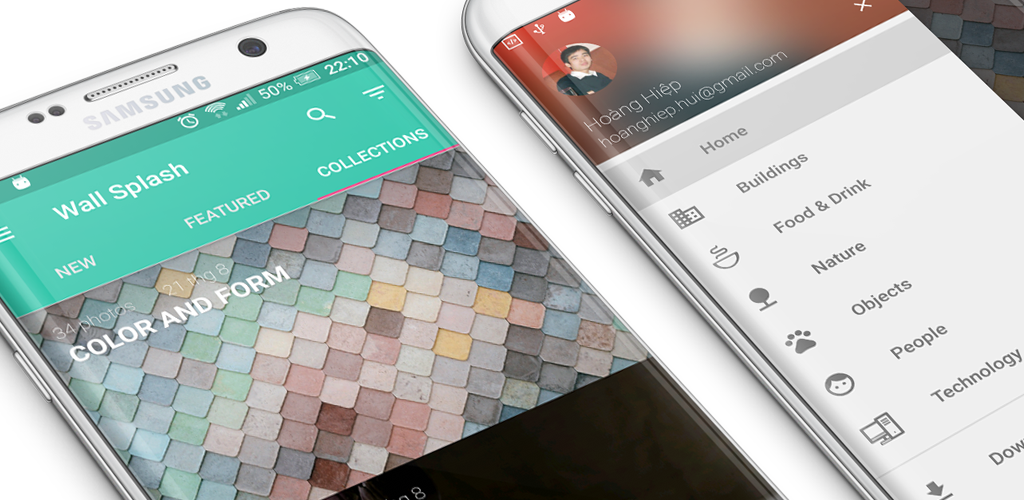 SAMSUNG
50% 22:10
Wall Splash
NEW FEATURED COLLECTIONS
34 photos 21 thg 8
COLOR AND FORM
Hoàng Hiệp
hoanghiep.hui@gmail.com
Home
Buildings
Food & Drink
Nature
Objects
People
Technology